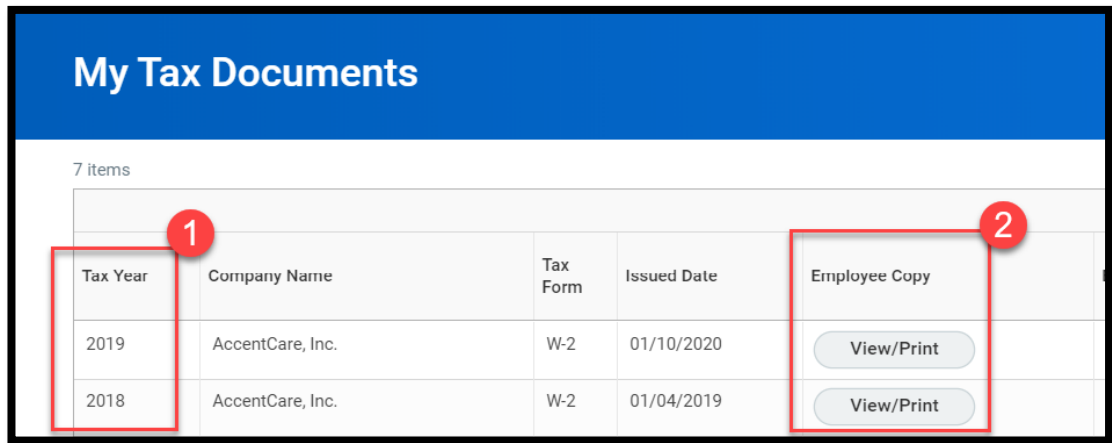 My Tax Documents
7 items
1
2
Tax Year Company Name Tax Form Issued Date Employee Copy
2019 AccentCare, Inc. W-2 01/10/2020 View/Print
2018 AccentCare, Inc. W-2 01/04/2019 View/Print